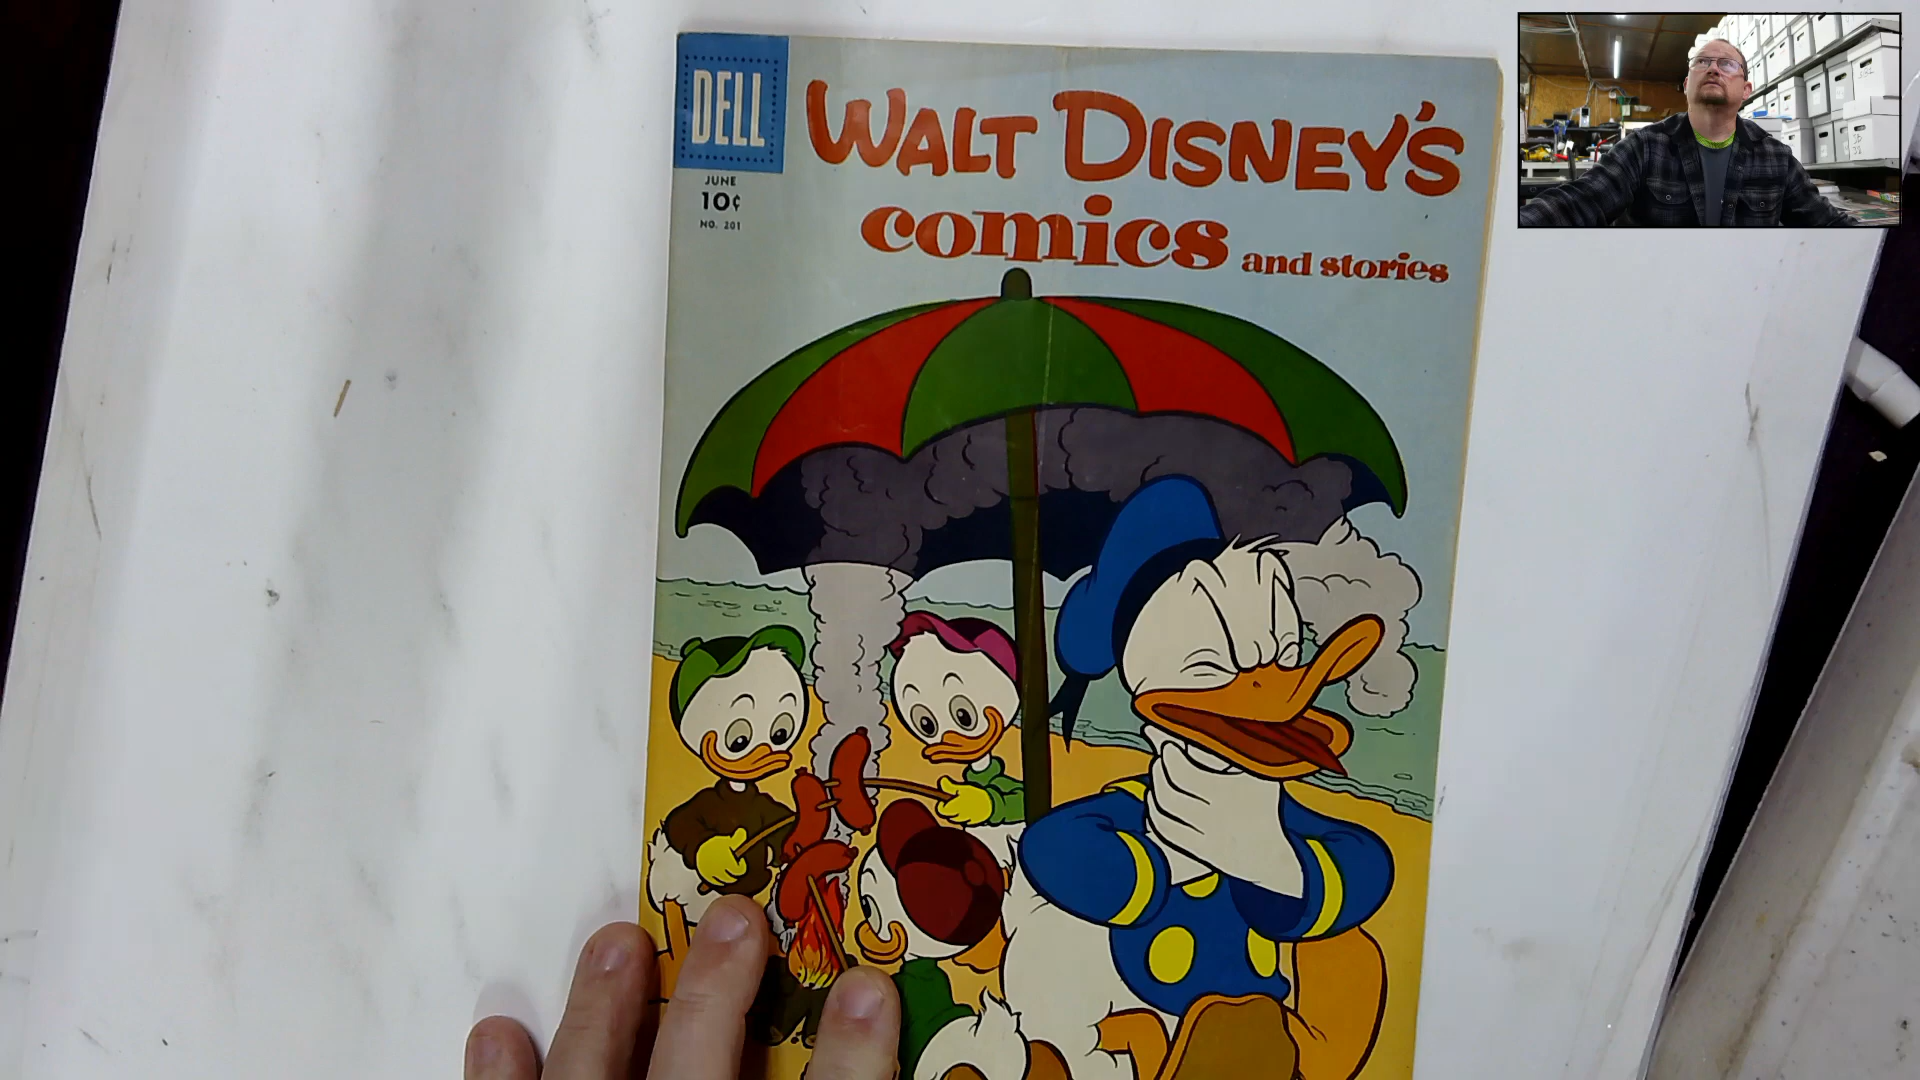 DELL
JUNE
10¢
NO. 201
WALT DISNEY'S
comics and stories